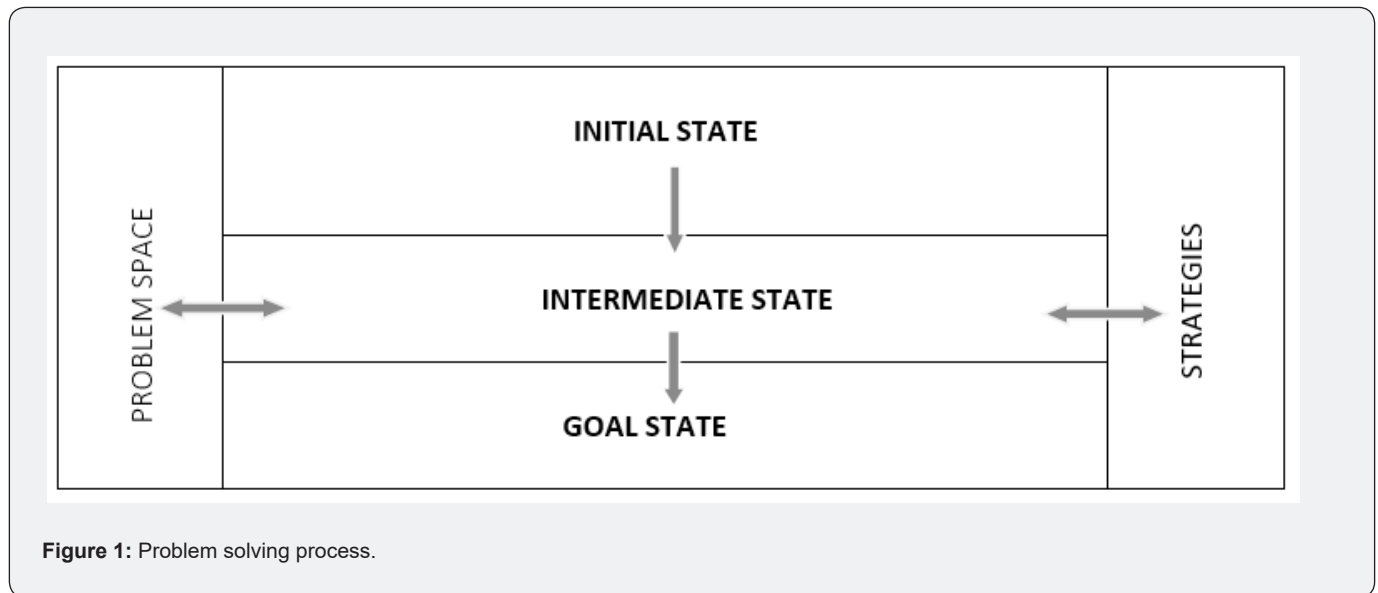 PROBLEM SPACE
INITIAL STATE
INTERMEDIATE STATE
GOAL STATE
STRATEGIES
Figure 1: Problem solving process.